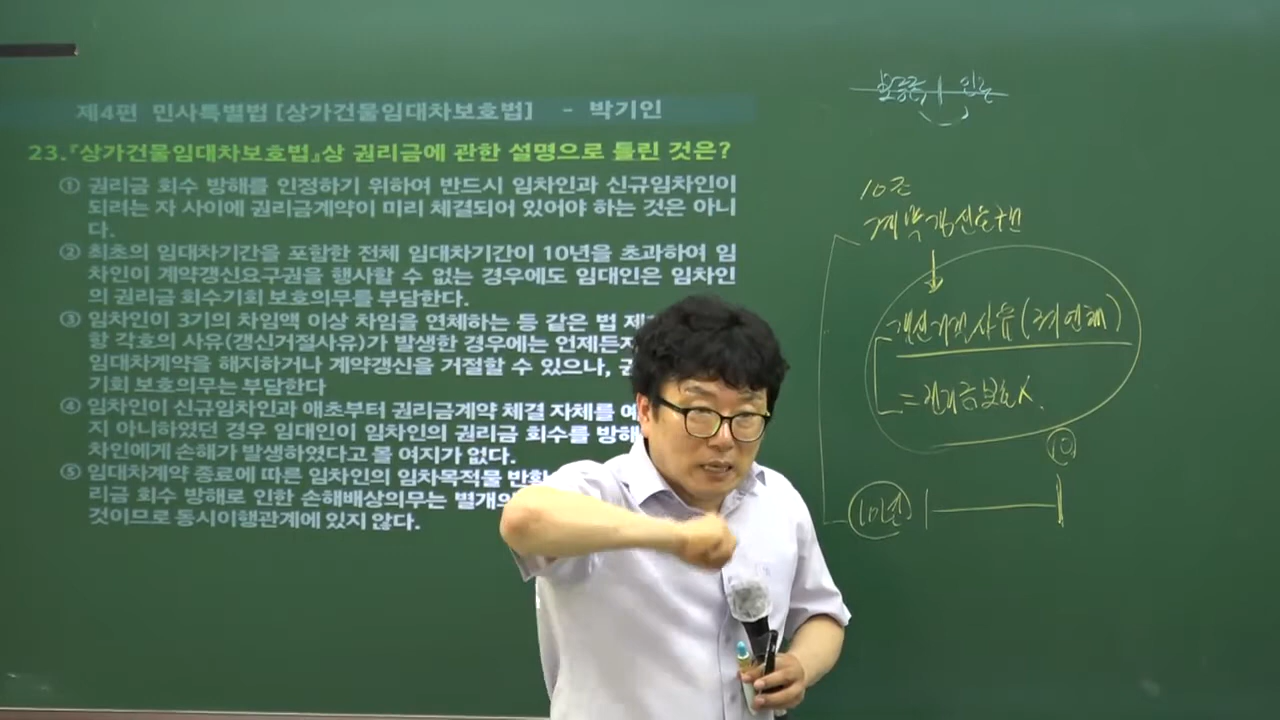 제4편 민사특별법 [상가건물임대차보호법] - 박기인
23.『상가건물임대차보호법』상 권리금에 관한 설명으로 틀린 것은?
① 권리금 회수 방해를 인정하기 위하여 반드시 임차인과 신규임차인이
되려는 자 사이에 권리금계약이 미리 체결되어 있어야 하는 것은 아니
다.
② 최초의 임대차기간을 포함한 전체 임대차기간이 10년을 초과하여 임
차인이 계약갱신요구권을 행사할 수 없는 경우에도 임대인은 임차인
의 권리금 회수기회 보호의무를 부담한다.
③ 임차인이 3기의 차임액 이상 차임을 연체하는 등 같은 법
항 각호의 사유(갱신거절사유)가 발생한 경우에는 언제든지
임대차계약을 해지하거나 계약갱신을 거절할 수 있으나,
기회 보호의무는 부담한다
④ 임차인이 신규임차인과 애초부터 권리금계약 체결 자체를
지 아니하였던 경우 임대인이 임차인의 권리금 회수를 방해
차인에게 손해가 발생하였다고 볼 여지가 없다.
⑤ 임대차계약 종료에 따른 임차인의 임차목적물 반환
리금 회수 방해로 인한 손해배상의무는 별개의
것이므로 동시이행관계에 있지 않다.
보증금 인도
10조
계약갱신요구권
갱신거절사유
10년
10